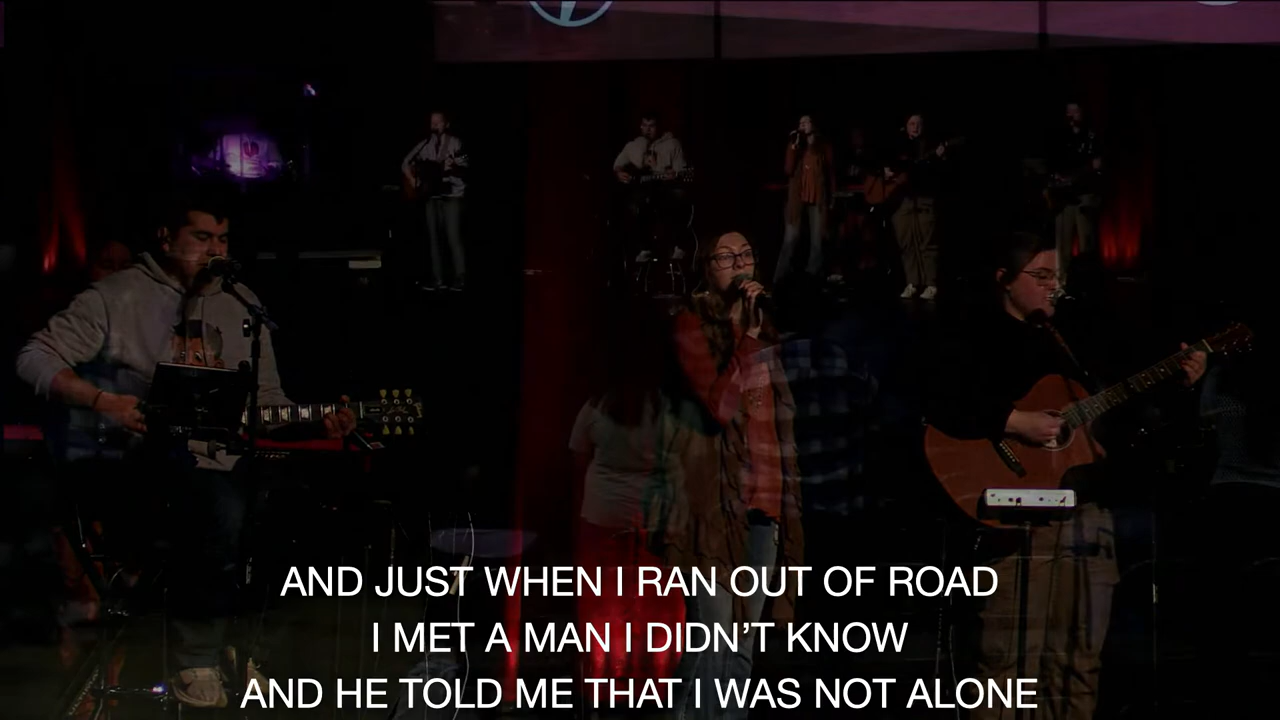 AND JUST WHEN I RAN OUT OF ROAD
I MET A MAN I DIDN’T KNOW
AND HE TOLD ME THAT I WAS NOT ALONE